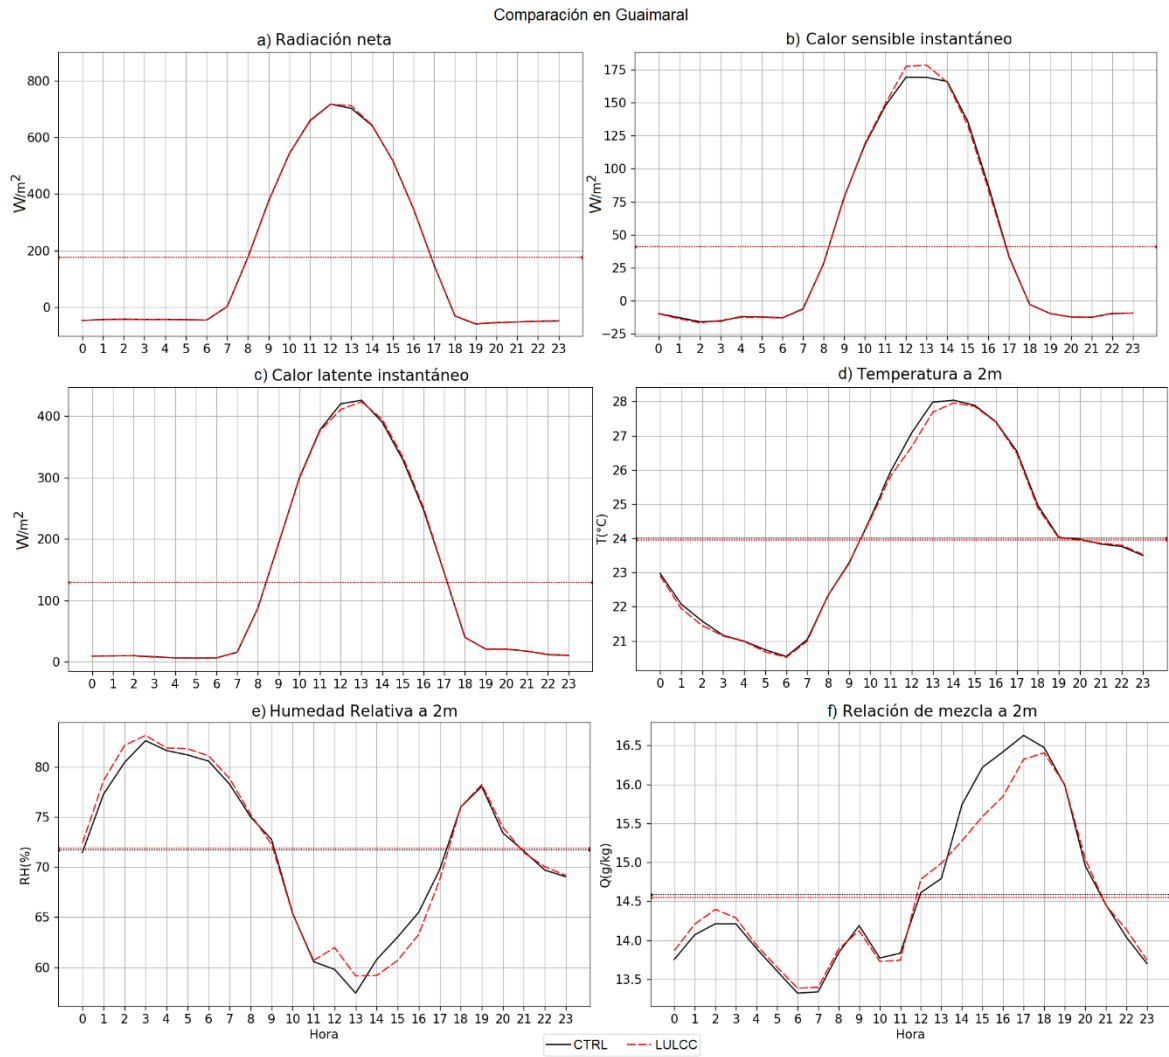 Comparación en Guaimaral
a) Radiación neta
800
600
400
200
0
W/m2
0 1 2 3 4 5 6 7 8 9 10 11 12 13 14 15 16 17 18 19 20 21 22 23
b) Calor sensible instantáneo
175
150
125
100
75
50
25
0
−25
W/m2
0 1 2 3 4 5 6 7 8 9 10 11 12 13 14 15 16 17 18 19 20 21 22 23
c) Calor latente instantáneo
400
300
200
100
0
W/m2
0 1 2 3 4 5 6 7 8 9 10 11 12 13 14 15 16 17 18 19 20 21 22 23
d) Temperatura a 2m
28
27
26
25
24
23
22
21
T(°C)
0 1 2 3 4 5 6 7 8 9 10 11 12 13 14 15 16 17 18 19 20 21 22 23
e) Humedad Relativa a 2m
80
75
70
65
60
RH(%)
0 1 2 3 4 5 6 7 8 9 10 11 12 13 14 15 16 17 18 19 20 21 22 23
Hora
f) Relación de mezcla a 2m
16.5
16.0
15.5
15.0
14.5
14.0
13.5
Q(g/kg)
0 1 2 3 4 5 6 7 8 9 10 11 12 13 14 15 16 17 18 19 20 21 22 23
Hora
CTRL LULCC